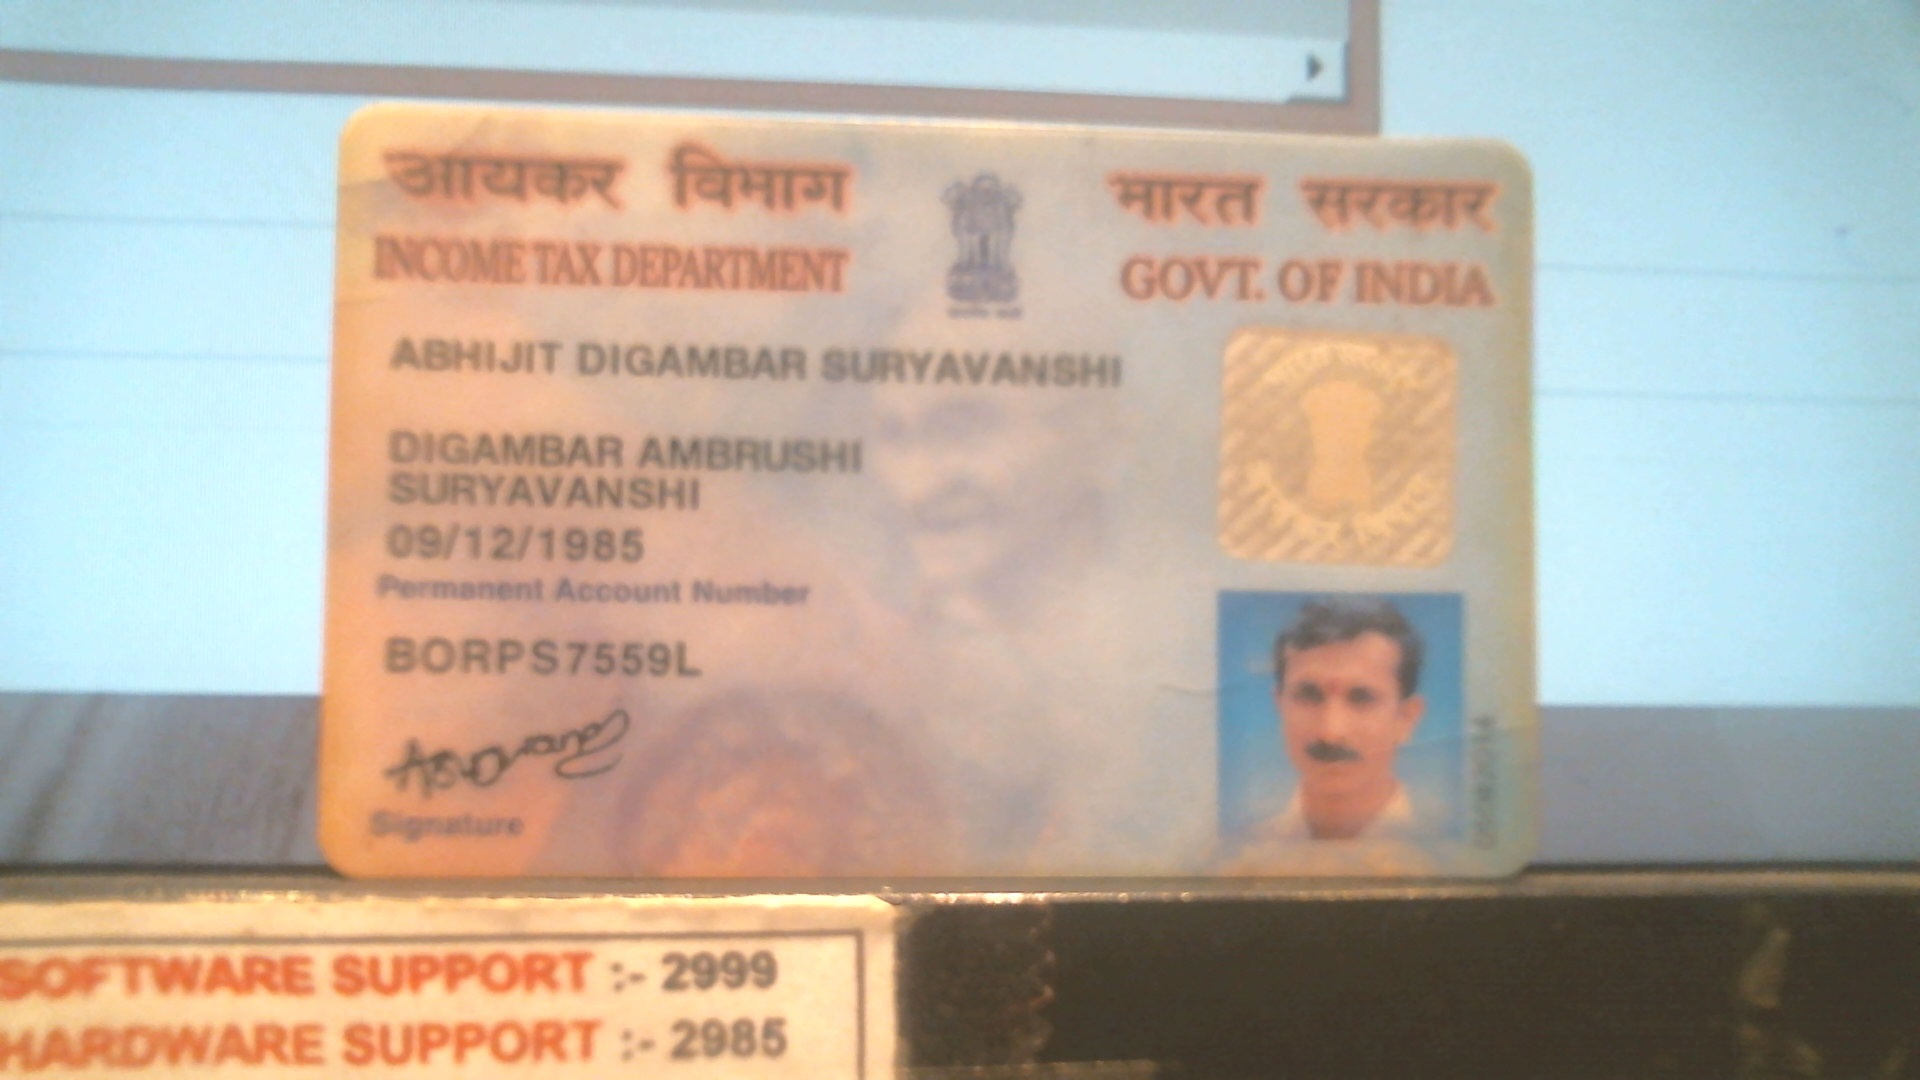 आयकर विभाग
INCOME TAX DEPARTMENT
भारत सरकार
GOVT. OF INDIA
ABHIJIT DIGAMBAR SURYAVANSHI
DIGAMBAR AMBRUSHI
SURYAVANSHI
09/12/1985
Permanent Account Number
BORPS7559L
Signature
SOFTWARE SUPPORT :- 2999
HARDWARE SUPPORT :- 2985